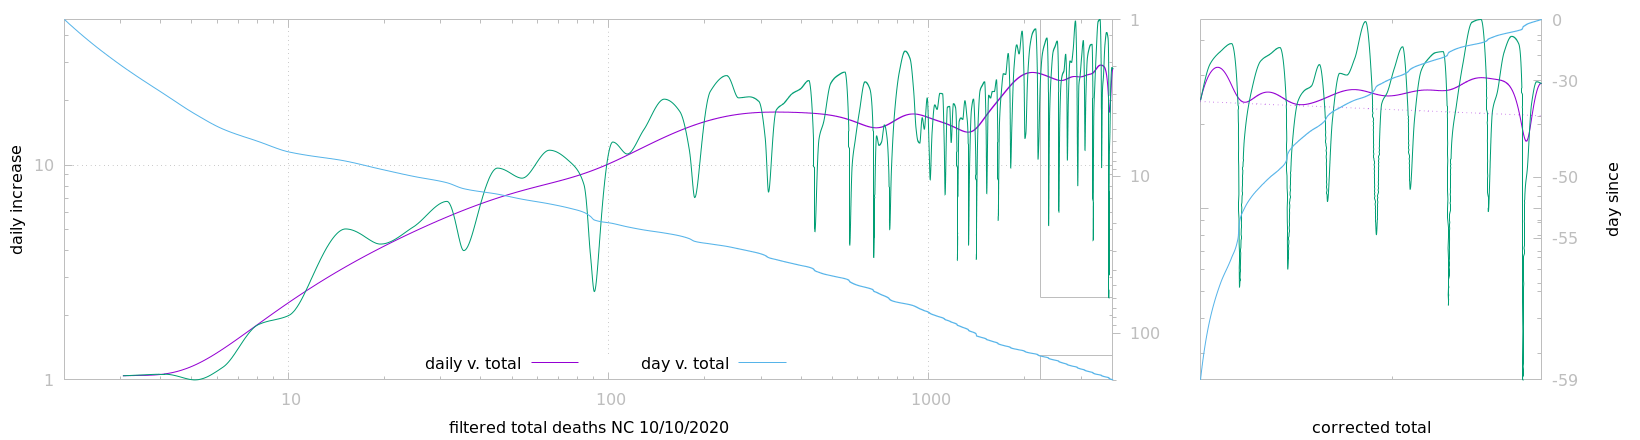 daily increase
10
1
10
100
1000
1
10
100
daily v. total
day v. total
filtered total deaths NC 10/10/2020
0
-30
-50
-55
-59
day since
corrected total